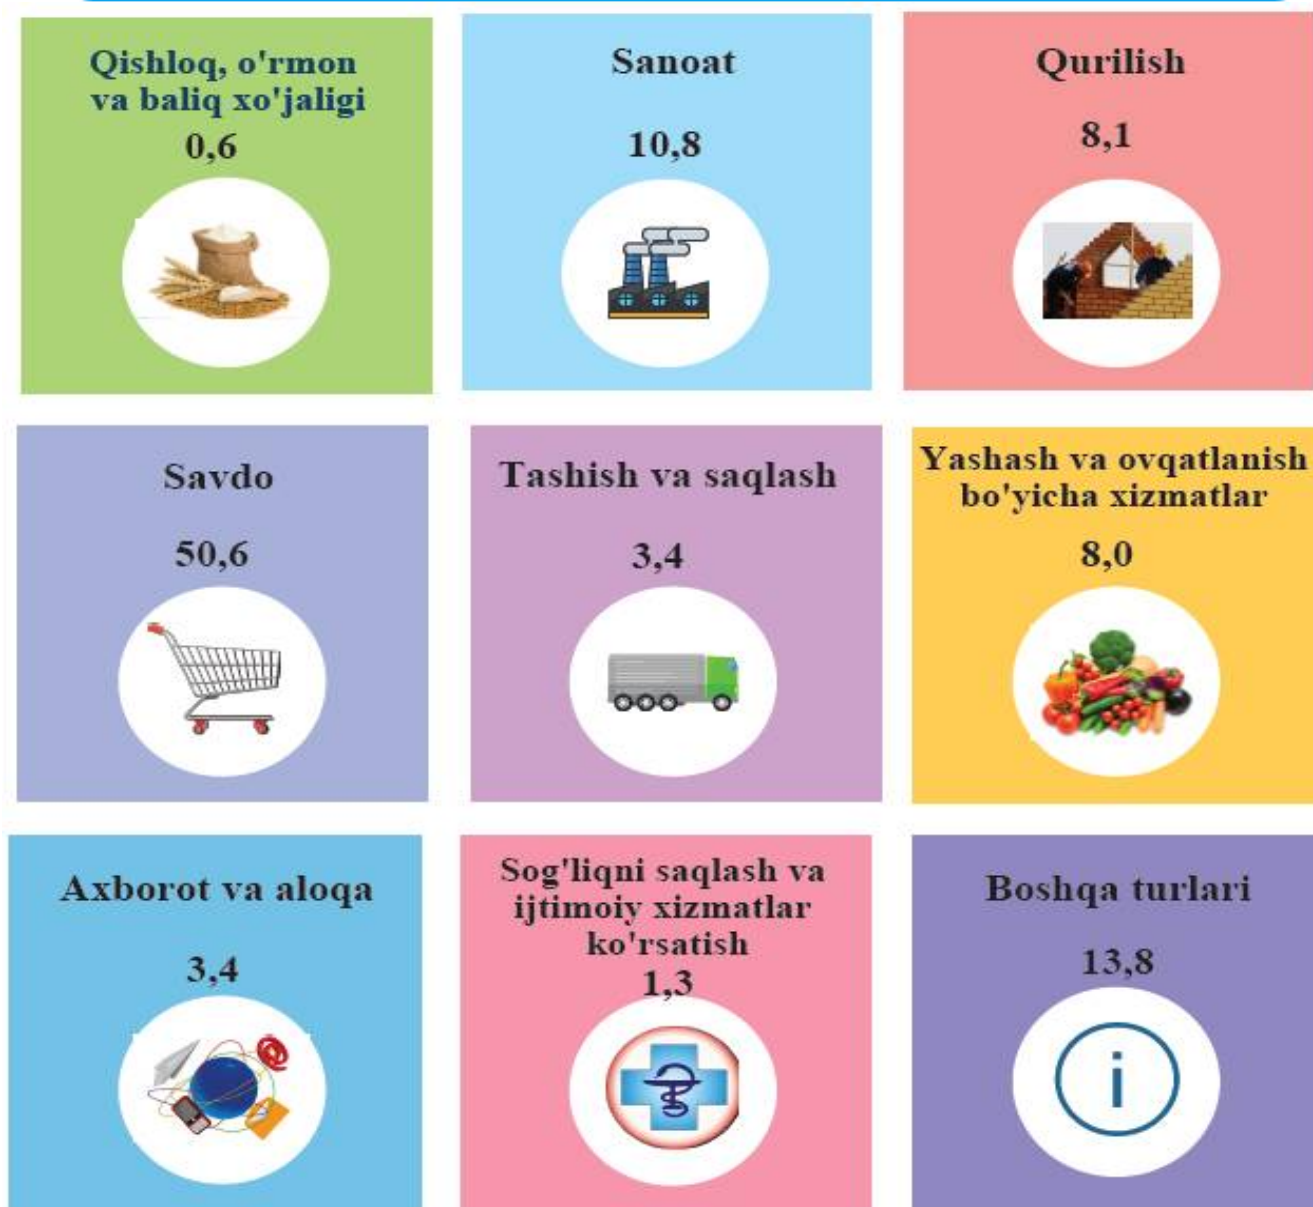 Qishloq, o'rmon
va baliq xo'jaligi
0,6
Sanoat
10,8
Qurilish
8,1
Savdo
50,6
Tashish va saqlash
3,4
Yashash va ovqatlanish
bo'yicha xizmatlar
8,0
Axborot va aloqa
3,4
Sog'liqni saqlash va
ijtimoiy xizmatlar
ko'rsatish
1,3
Boshqa turlari
13,8
i